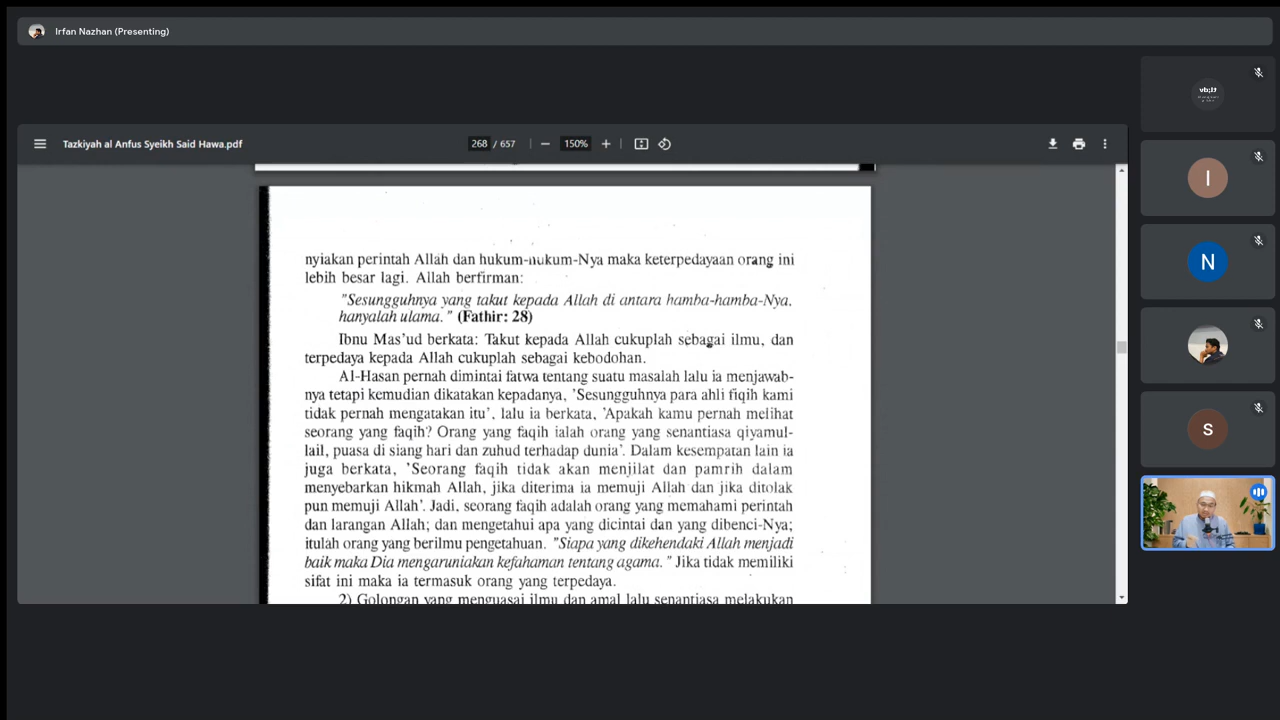 Irfan Nazhan (Presenting)
Tazkiyah al Anfus Syeikh Said Hawa.pdf
268 / 657
150%
nyiakan perintah Allah dan hukum-hukum-Nya maka keterpedayaan orang ini
lebih besar lagi. Allah berfirman:
"Sesungguhnya yang takut kepada Allah di antara hamba-hamba-Nya,
hanyalah ulama." (Fathir: 28)
Ibnu Mas'ud berkata: Takut kepada Allah cukuplah sebagai ilmu, dan
terpedaya kepada Allah cukuplah sebagai kebodohan.
Al-Hasan pernah dimintai fatwa tentang suatu masalah lalu ia menjawab-
nya tetapi kemudian dikatakan kepadanya, 'Sesungguhnya para ahli fiqih kami
tidak pernah mengatakan itu', lalu ia berkata, 'Apakah kamu pernah melihat
seorang yang faqih? Orang yang faqih ialah orang yang senantiasa qiyamul-
lail, puasa di siang hari dan zuhud terhadap dunia'. Dalam kesempatan lain ia
juga berkata, 'Seorang faqih tidak akan menjilat dan pamrih dalam
menyebarkan hikmah Allah, jika diterima ia memuji Allah dan jika ditolak
pun memuji Allah'. Jadi, seorang faqih adalah orang yang memahami perintah
dan larangan Allah; dan mengetahui apa yang dicintai dan yang dibenci-Nya;
itulah orang yang berilmu pengetahuan. "Siapa yang dikehendaki Allah menjadi
baik maka Dia mengaruniakan kefahaman tentang agama." Jika tidak memiliki
sifat ini maka ia termasuk orang yang terpedaya.
2) Golongan yang menguasai ilmu dan amal lalu senantiasa melakukan
I
N
S